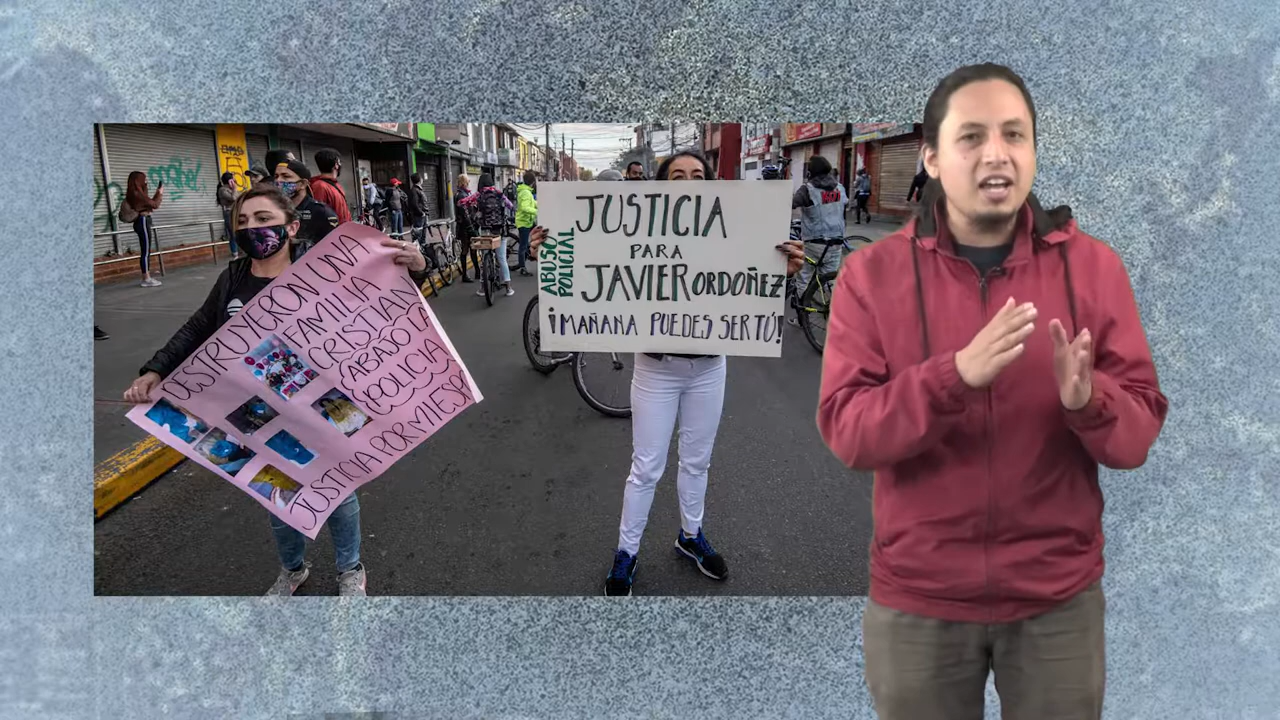 DESTRUYERON UNA
FAMILIA
CRISTIAN
ABAJO LA
POLICIA
JUSTICIA POR MI ESP
JUSTICIA
PARA
JAVIER ORDOÑEZ
¡MAÑANA PUEDES SER TÚ!
ABUSO
POLICIAL